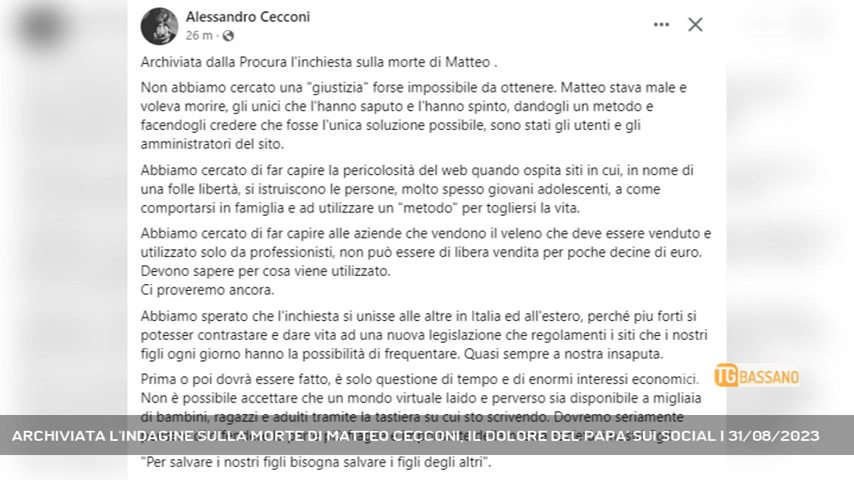 Alessandro Cecconi
26 m ·
Archiviata dalla Procura l'inchiesta sulla morte di Matteo .
Non abbiamo cercato una "giustizia" forse impossibile da ottenere. Matteo stava male e
voleva morire, gli unici che l'hanno saputo e l'hanno spinto, dandogli un metodo e
facendogli credere che fosse l'unica soluzione possibile, sono stati gli utenti e gli
amministratori del sito.
Abbiamo cercato di far capire la pericolosità del web quando ospita siti in cui, in nome di
una folle libertà, si istruiscono le persone, molto spesso giovani adolescenti, a come
comportarsi in famiglia e ad utilizzare un "metodo" per togliersi la vita.
Abbiamo cercato di far capire alle aziende che vendono il veleno che deve essere venduto e
utilizzato solo da professionisti, non può essere di libera vendita per poche decine di euro.
Devono sapere per cosa viene utilizzato.
Ci proveremo ancora.
Abbiamo sperato che l'inchiesta si unisse alle altre in Italia ed all'estero, perché piu forti si
potesser contrastare e dare vita ad una nuova legislazione che regolamenti i siti che i nostri
figli ogni giorno hanno la possibilità di frequentare. Quasi sempre a nostra insaputa.
Prima o poi dovrà essere fatto, è solo questione di tempo e di enormi interessi economici.
Non è possibile accettare che un mondo virtuale laido e perverso sia disponibile a migliaia
di bambini, ragazzi e adulti tramite la tastiera su cui sto scrivendo. Dovremo seriamente
TG BASSANO
ARCHIVIATA L'INDAGINE SULLA MORTE DI MATTEO CECCONI: IL DOLORE DEL PAPA' SUI SOCIAL | 31/08/2023
"Per salvare i nostri figli bisogna salvare i figli degli altri".